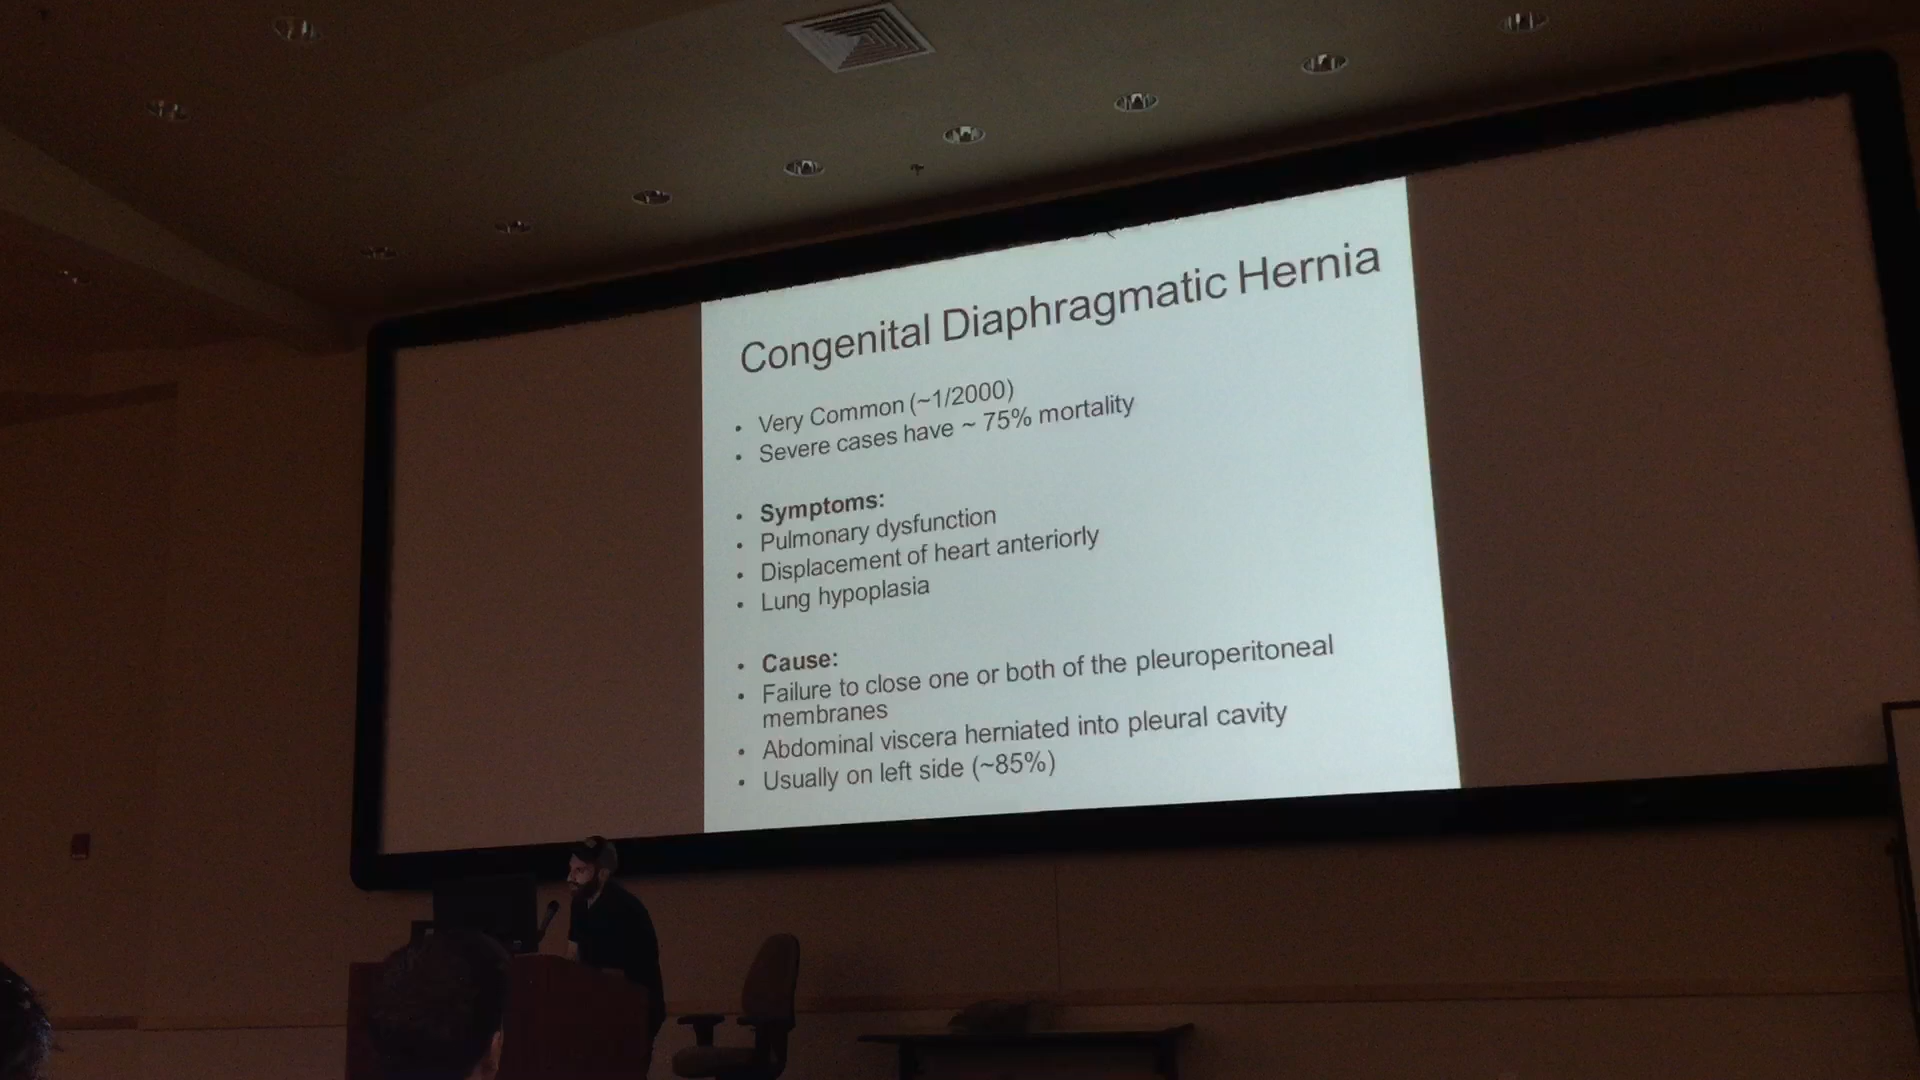 Congenital Diaphragmatic Hernia
• Very Common (~1/2000)
• Severe cases have ~ 75% mortality
• Symptoms:
• Pulmonary dysfunction
• Displacement of heart anteriorly
• Lung hypoplasia
• Cause:
• Failure to close one or both of the pleuroperitoneal
membranes
• Abdominal viscera herniated into pleural cavity
• Usually on left side (~85%)